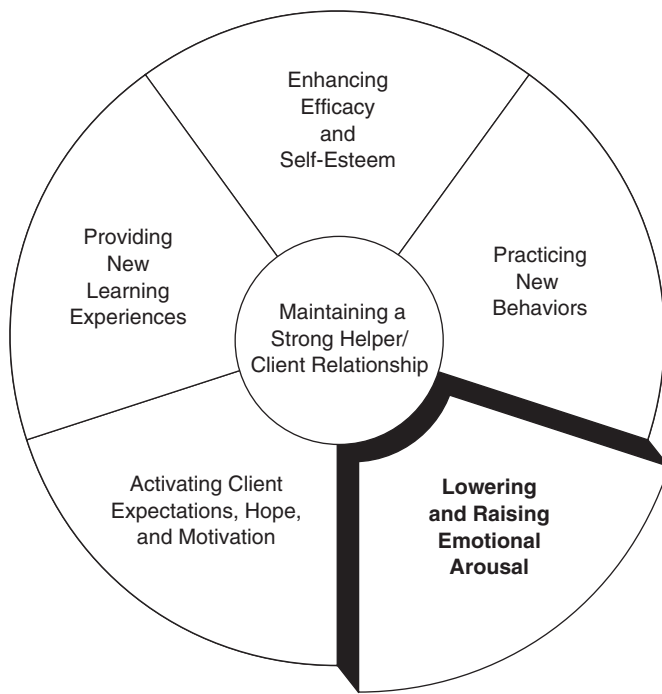 Enhancing
Efficacy
and
Self-Esteem
Providing
New
Learning
Experiences
Practicing
New
Behaviors
Maintaining a
Strong Helper/
Client Relationship
Activating Client
Expectations, Hope,
and Motivation
Lowering
and Raising
Emotional
Arousal